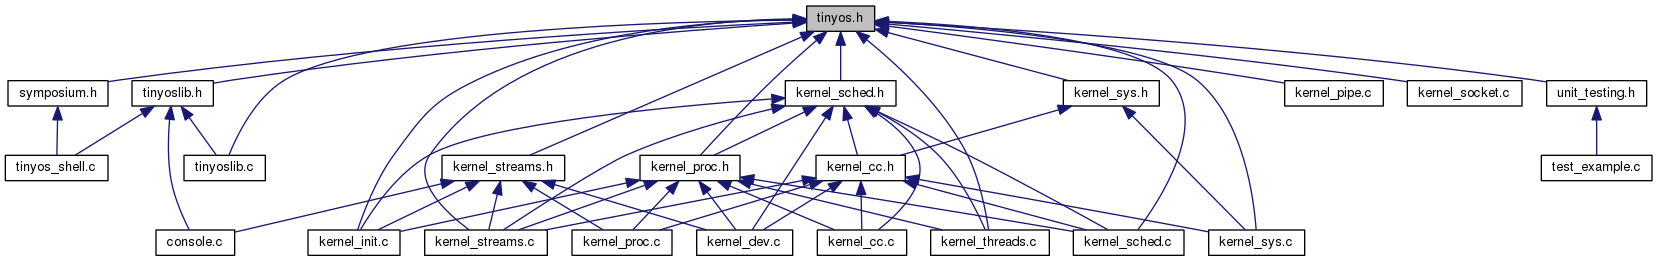 tinyos.h
symposium.h
tinyoslib.h
kernel_sched.h
kernel_sys.h
kernel_pipe.c
kernel_socket.c
unit_testing.h
tinyos_shell.c
tinyoslib.c
kernel_streams.h
kernel_proc.h
kernel_cc.h
test_example.c
console.c
kernel_init.c
kernel_streams.c
kernel_proc.c
kernel_dev.c
kernel_cc.c
kernel_threads.c
kernel_sched.c
kernel_sys.c